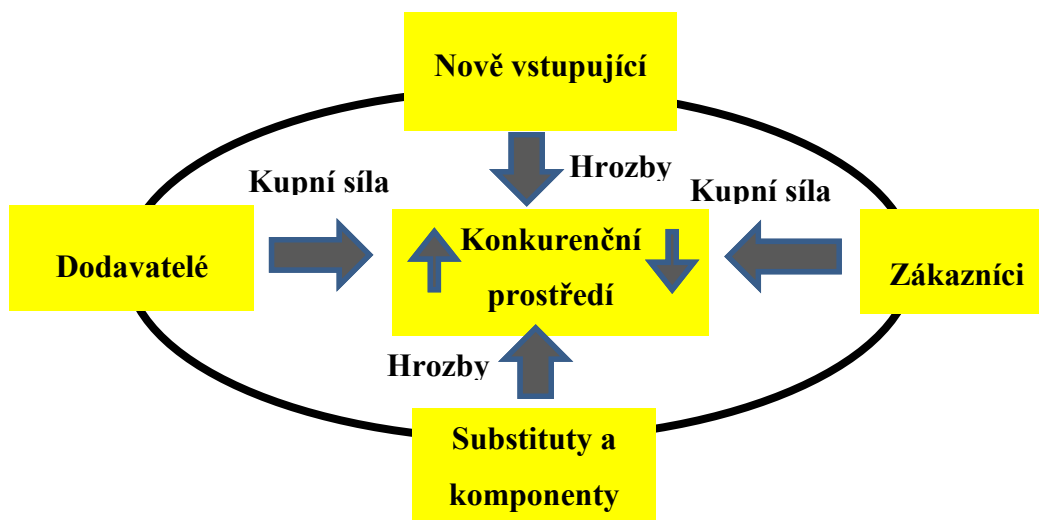 Nově vstupující
Hrozby
Kupní síla
Kupní síla
Dodavatelé
Konkurenční
prostředí
Zákazníci
Hrozby
Substituty a
komponenty